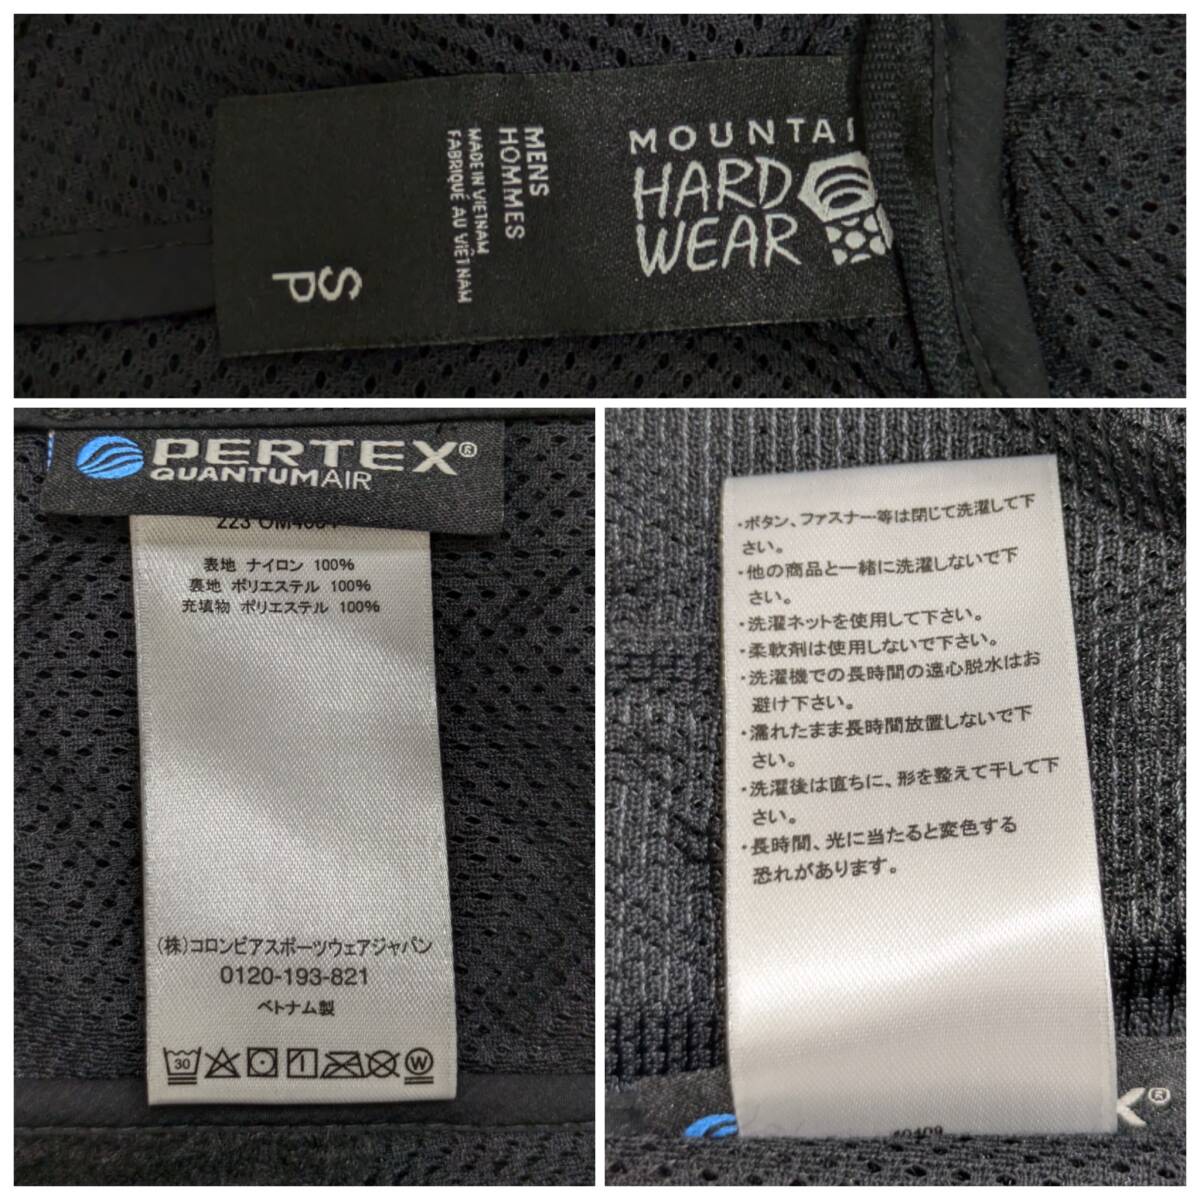 MOUNTAI
HARD
WEAR
MENS
HOMMES
MADE IN VIETNAM
FABRIQUÉ AU VIÊTNAM
S
P
PERTEX®
QUANTUMAIR
表地 ナイロン 100%
裏地 ポリエステル 100%
充填物 ポリエステル 100%
(株)コロンビアスポーツウェアジャパン
0120-193-821
ベトナム製
30
W
・ボタン、ファスナー等は閉じて洗濯して下
さい。
・他の商品と一緒に洗濯しないで下
さい。
・洗濯ネットを使用して下さい。
・柔軟剤は使用しないで下さい。
・洗濯機での長時間の遠心脱水はお
避け下さい。
・濡れたまま長時間放置しないで下
さい。
・洗濯後は直ちに、形を整えて干して下
さい。
・長時間、光に当たると変色する
恐れがあります。
X®